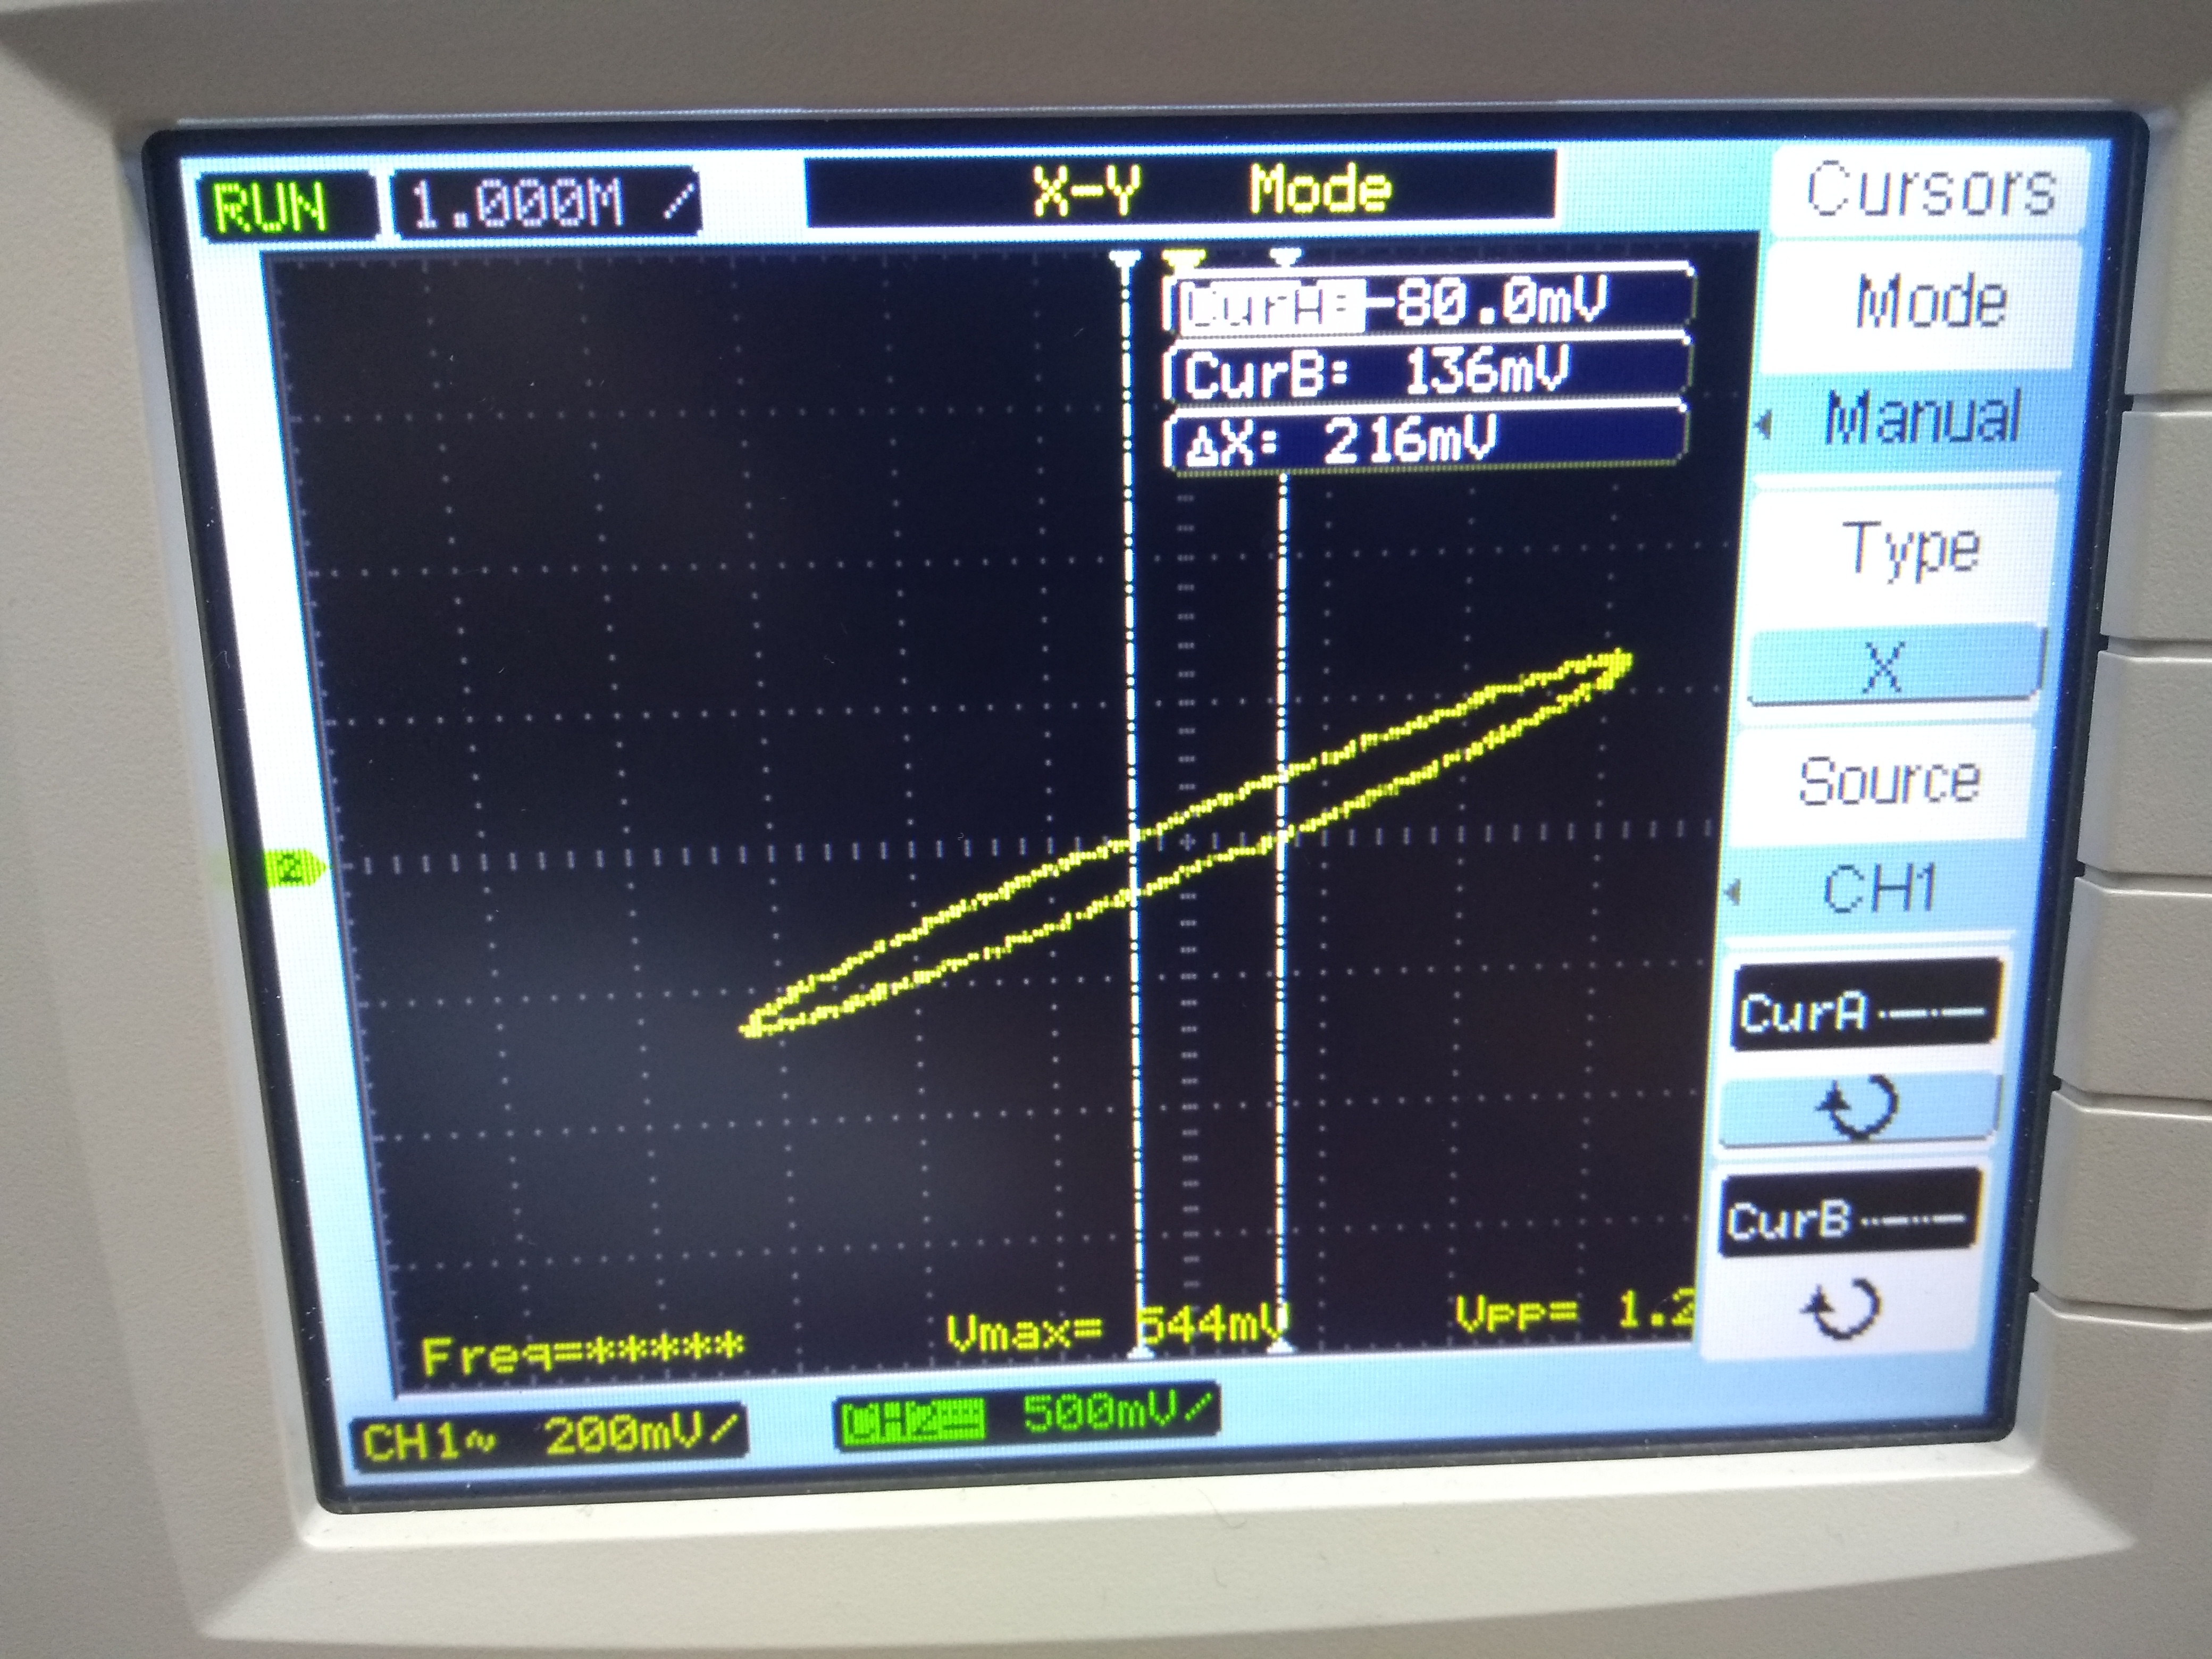 RUN 1.000M / X-Y Mode Cursors
CurA: -80.0mV
CurB: 136mV
ΔX: 216mV
Mode
Manual
Type
X
Source
CH1
CurA
CurB
2
Freq=***** Vmax= 544mV Vpp= 1.2
CH1~ 200mV/ 500mV/